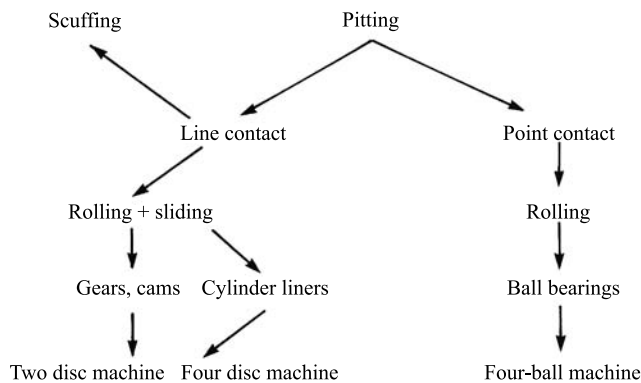 Scuffing
Pitting
Line contact
Point contact
Rolling + sliding
Rolling
Gears, cams
Cylinder liners
Ball bearings
Two disc machine
Four disc machine
Four-ball machine